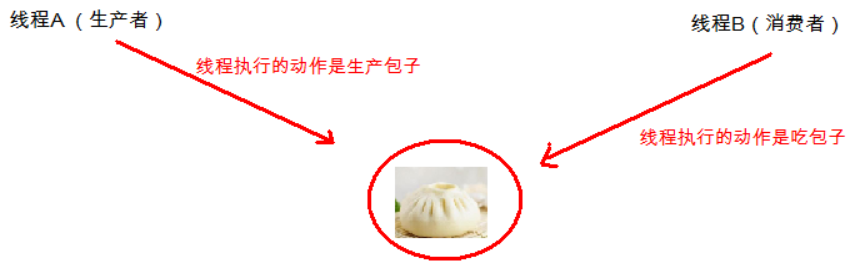 线程A（生产者）
线程B（消费者）
线程执行的动作是生产包子
线程执行的动作是吃包子